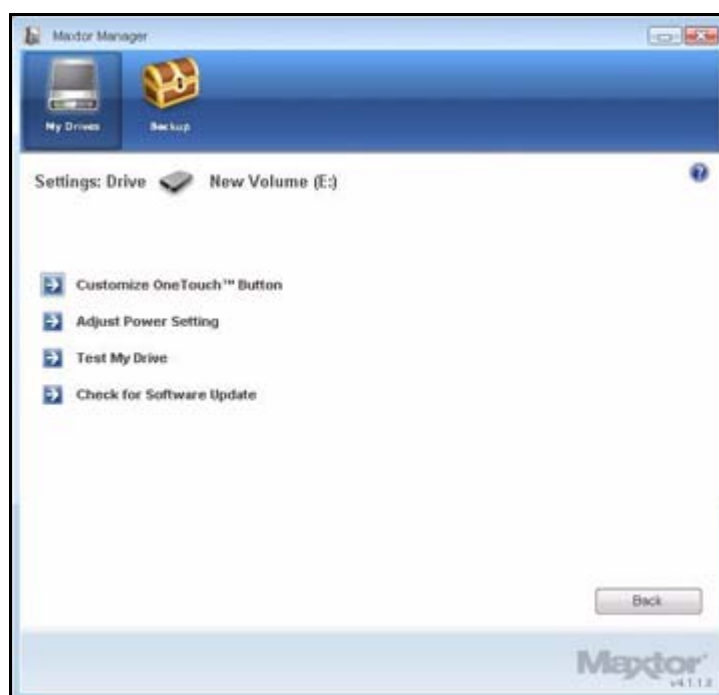 Maxtor Manager
My Drives
Backup
Settings: Drive New Volume (E:)
Customize OneTouch™ Button
Adjust Power Setting
Test My Drive
Check for Software Update
Back
Maxtor